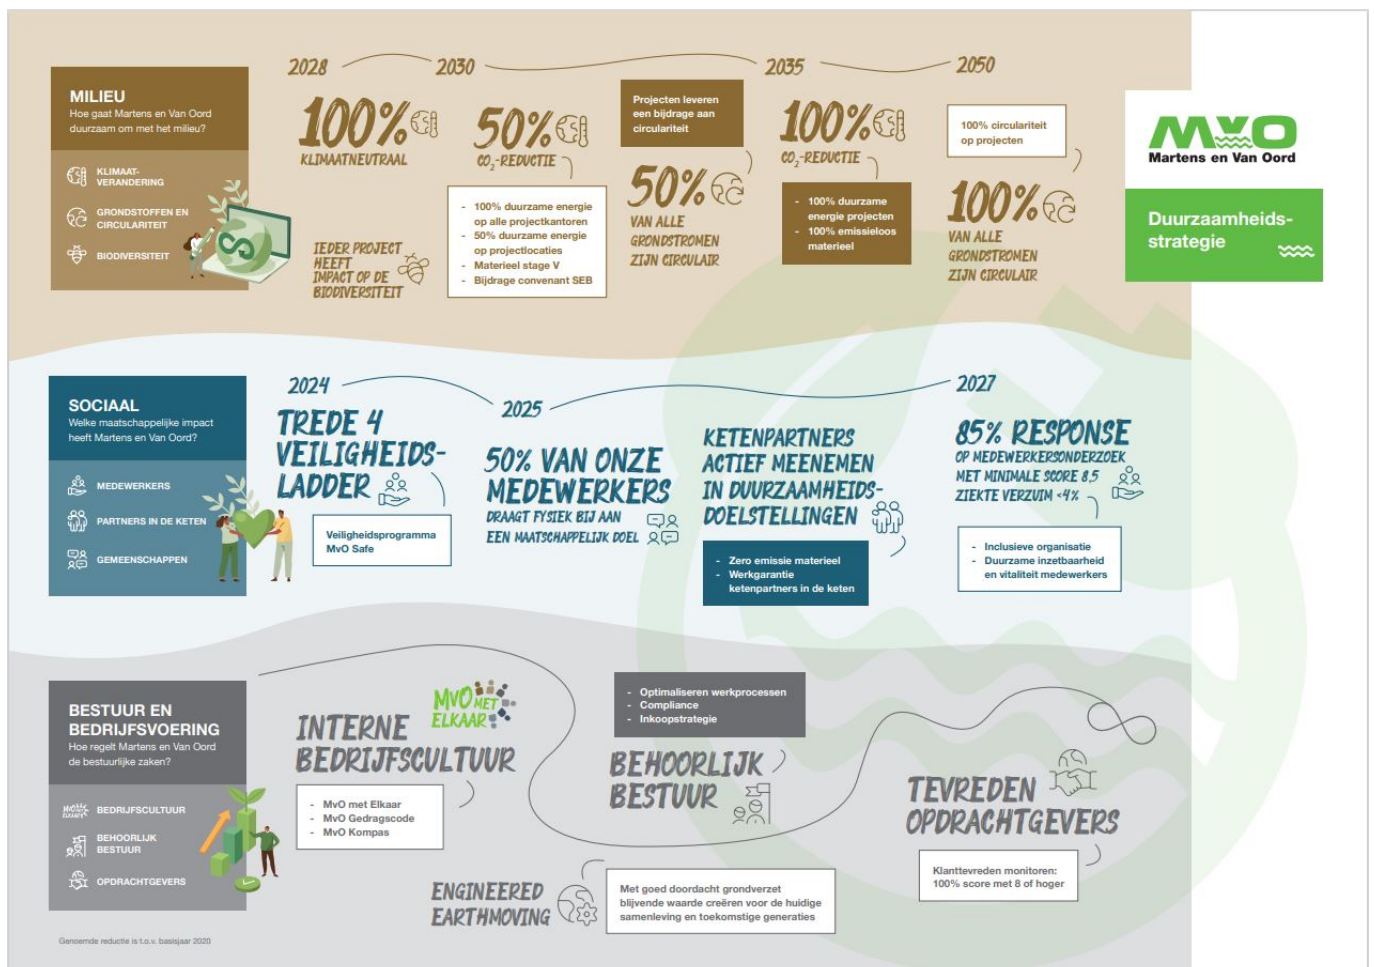 MILIEU
Hoe gaat Martens en Van Oord
duurzaam om met het milieu?
KLIMAAT-
VERANDERING
GRONDSTOFFEN EN
CIRCULARITEIT
BIODIVERSITEIT
2028
100%
KLIMAATNEUTRAAL
IEDER PROJECT
HEEFT
IMPACT OP DE
BIODIVERSITEIT
2030
50%
CO₂-REDUCTIE
- 100% duurzame energie
op alle projectkantoren
- 50% duurzame energie
op projectlocaties
- Materieel stage V
- Bijdrage convenant SEB
Projecten leveren
een bijdrage aan
circulariteit
50%
VAN ALLE
GRONDSTROMEN
ZIJN CIRCULAIR
2035
100%
CO₂-REDUCTIE
- 100% duurzame
energie projecten
- 100% emissieloos
materieel
2050
100% circulariteit
op projecten
100%
VAN ALLE
GRONDSTROMEN
ZIJN CIRCULAIR
MVO
Martens en Van Oord
Duurzaamheids-
strategie
SOCIAAL
Welke maatschappelijke impact
heeft Martens en Van Oord?
MEDEWERKERS
PARTNERS IN DE KETEN
GEMEENSCHAPPEN
2024
TREDE 4
VEILIGHEIDS-
LADDER
Veiligheidsprogramma
MvO Safe
2025
50% VAN ONZE
MEDEWERKERS
DRAAGT FYSIEK BIJ AAN
EEN MAATSCHAPPELIJK DOEL
KETENPARTNERS
ACTIEF MEENEMEN
IN DUURZAAMHEIDS-
DOELSTELLINGEN
- Zero emissie materieel
- Werkgarantie
ketenpartners in de keten
2027
85% RESPONSE
OP MEDEWERKERSONDERZOEK
MET MINIMALE SCORE 8,5
ZIEKTE VERZUIM <4%
- Inclusieve organisatie
- Duurzame inzetbaarheid
en vitaliteit medewerkers
BESTUUR EN
BEDRIJFSVOERING
Hoe regelt Martens en Van Oord
de bestuurlijke zaken?
BEDRIJFSCULTUUR
BEHOORLIJK
BESTUUR
OPDRACHTGEVERS
MVO MET
ELKAAR
INTERNE
BEDRIJFSCULTUUR
- MvO met Elkaar
- MvO Gedragscode
- MvO Kompas
ENGINEERED
EARTHMOVING
Met goed doordacht grondverzet
blijvende waarde creëren voor de huidige
samenleving en toekomstige generaties
- Optimaliseren werkprocessen
- Compliance
- Inkoopstrategie
BEHOORLIJK
BESTUUR
TEVREDEN
OPDRACHTGEVERS
Klanttevreden monitoren:
100% score met 8 of hoger
Genoemde reductie is t.o.v. basisjaar 2020